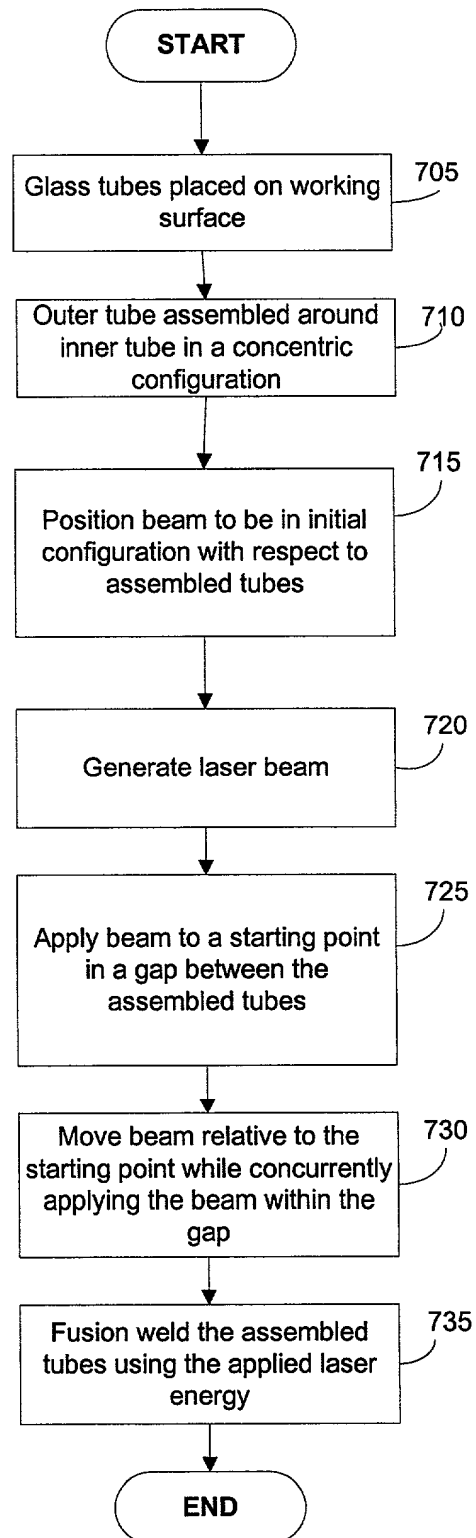 START
705
Glass tubes placed on working
surface
710
Outer tube assembled around
inner tube in a concentric
configuration
715
Position beam to be in initial
configuration with respect to
assembled tubes
720
Generate laser beam
725
Apply beam to a starting point
in a gap between the
assembled tubes
730
Move beam relative to the
starting point while concurrently
applying the beam within the
gap
735
Fusion weld the assembled
tubes using the applied laser
energy
END